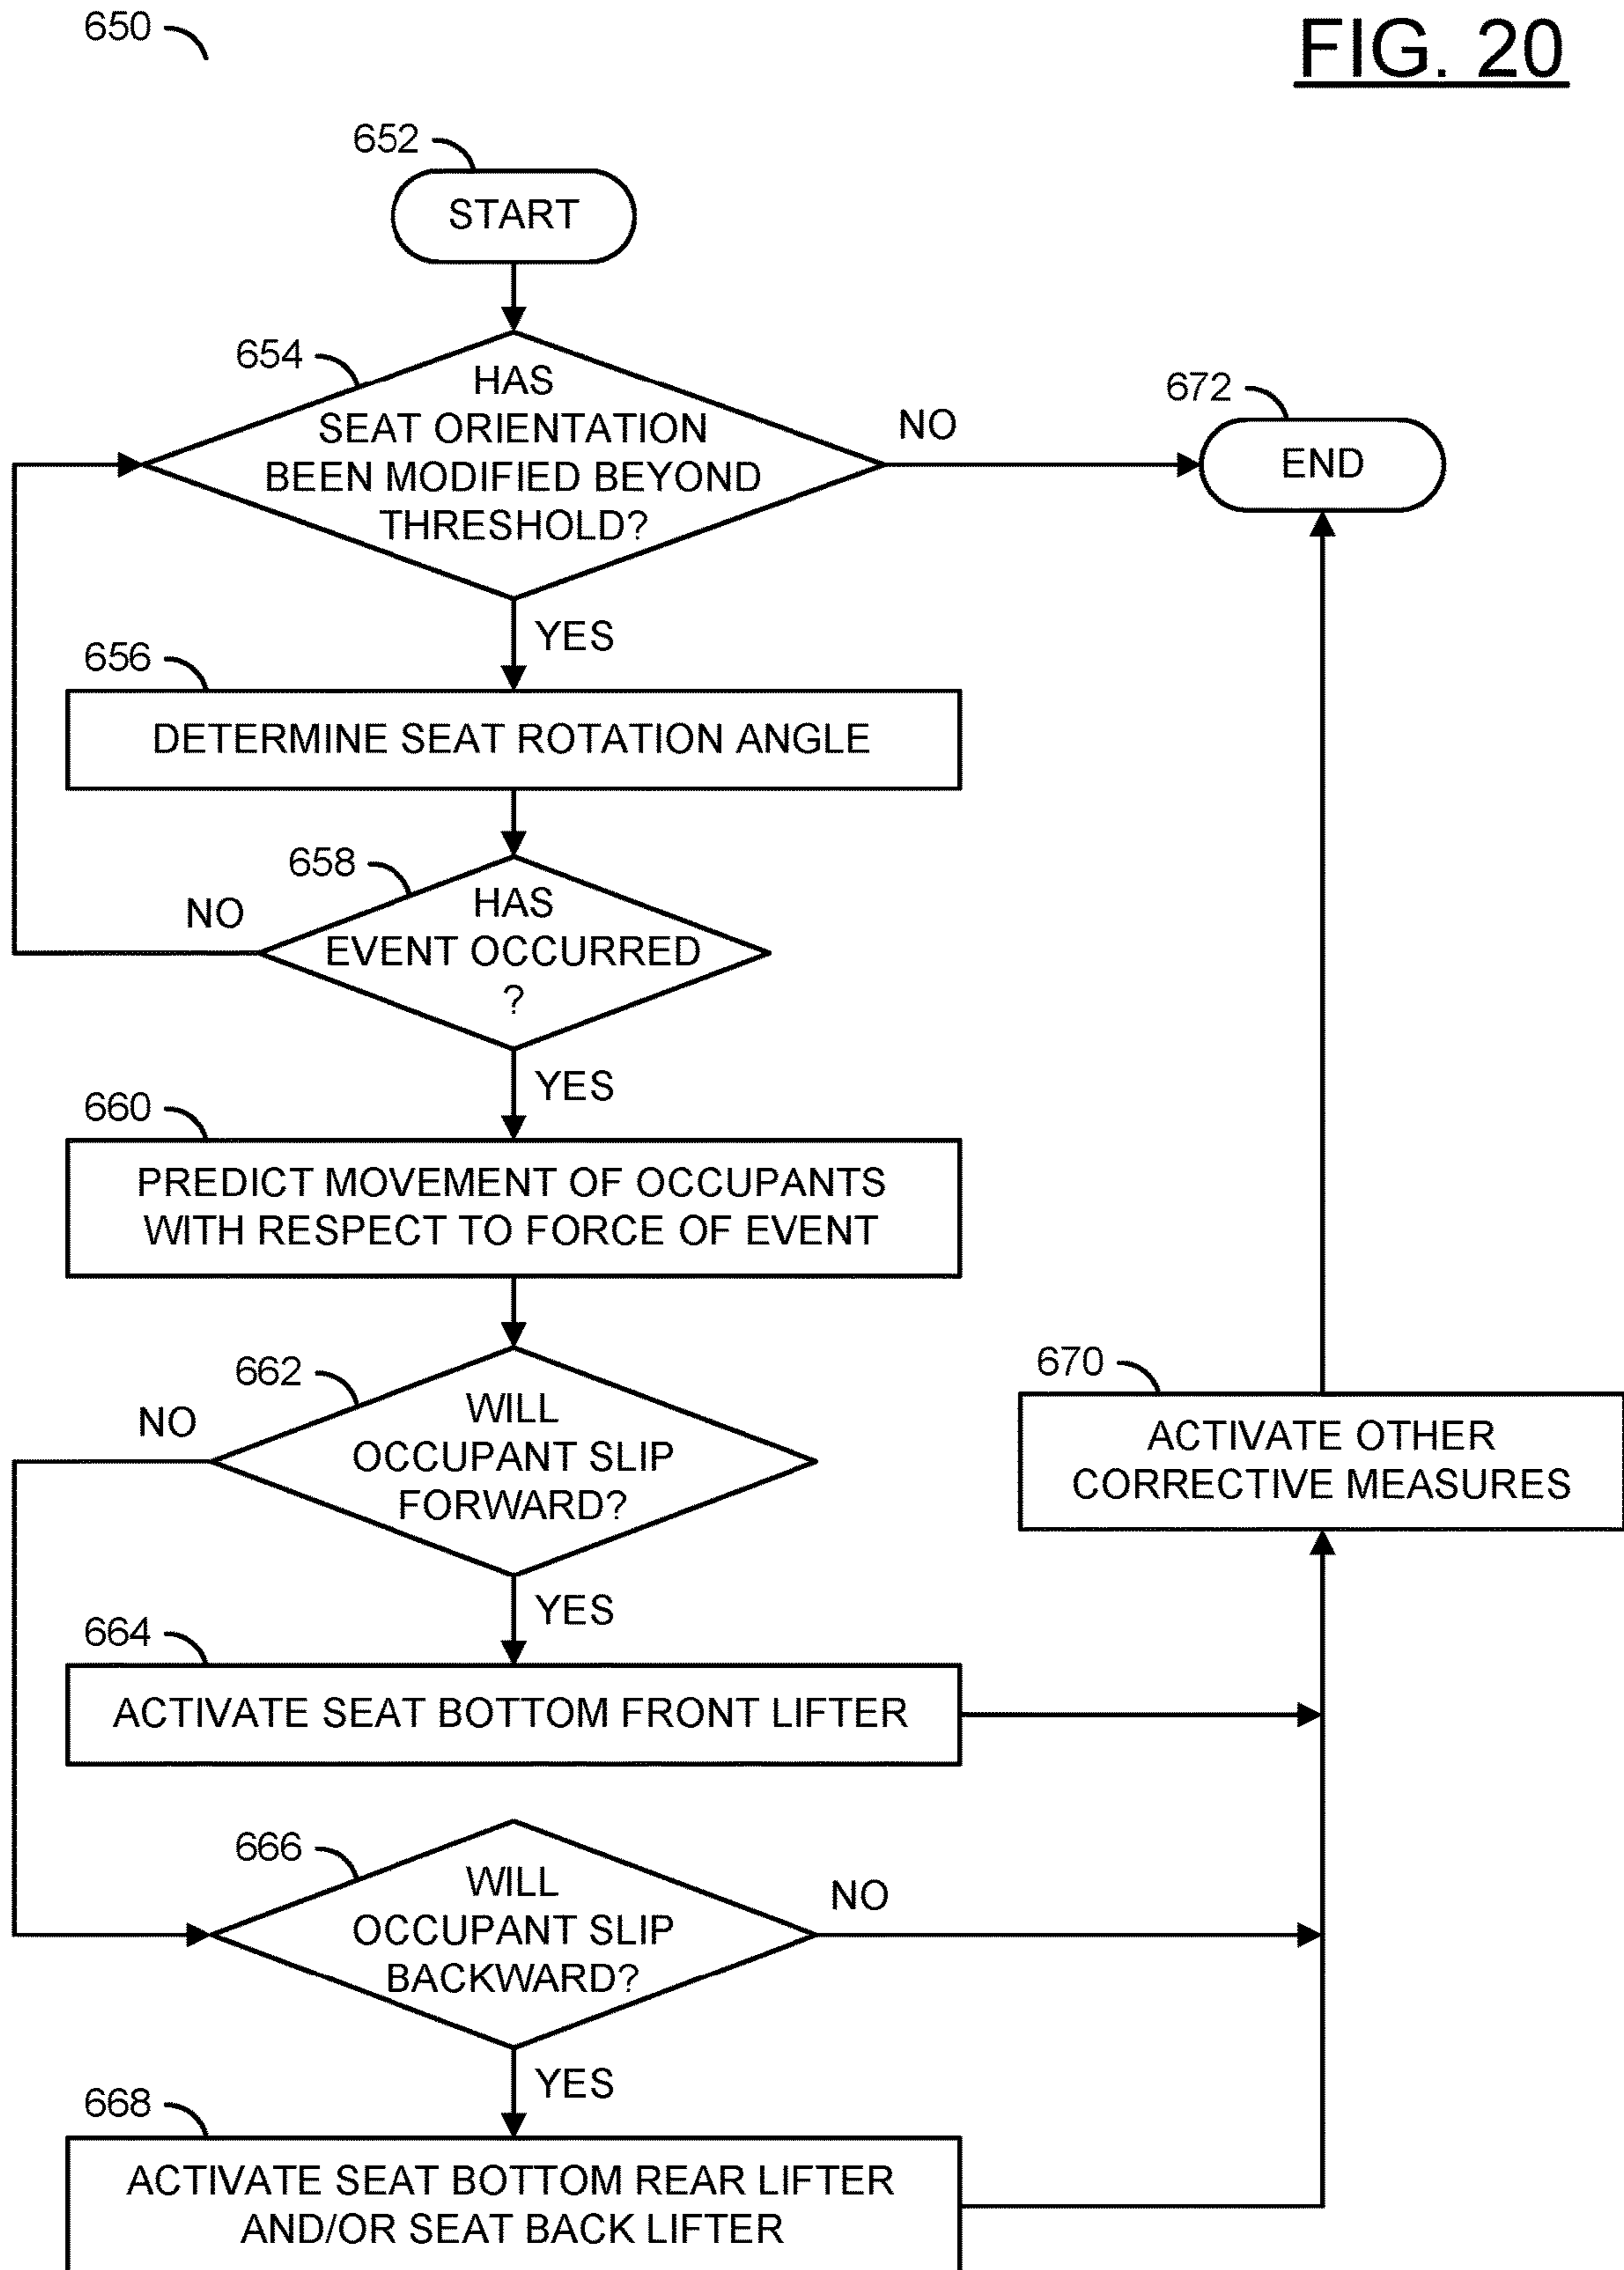 650
FIG. 20
652
START
654
HAS
SEAT ORIENTATION
BEEN MODIFIED BEYOND
THRESHOLD?
NO
672
END
YES
656
DETERMINE SEAT ROTATION ANGLE
658
HAS
EVENT OCCURRED
?
NO
YES
660
PREDICT MOVEMENT OF OCCUPANTS
WITH RESPECT TO FORCE OF EVENT
662
WILL
OCCUPANT SLIP
FORWARD?
NO
670
ACTIVATE OTHER
CORRECTIVE MEASURES
YES
664
ACTIVATE SEAT BOTTOM FRONT LIFTER
666
WILL
OCCUPANT SLIP
BACKWARD?
NO
YES
668
ACTIVATE SEAT BOTTOM REAR LIFTER
AND/OR SEAT BACK LIFTER